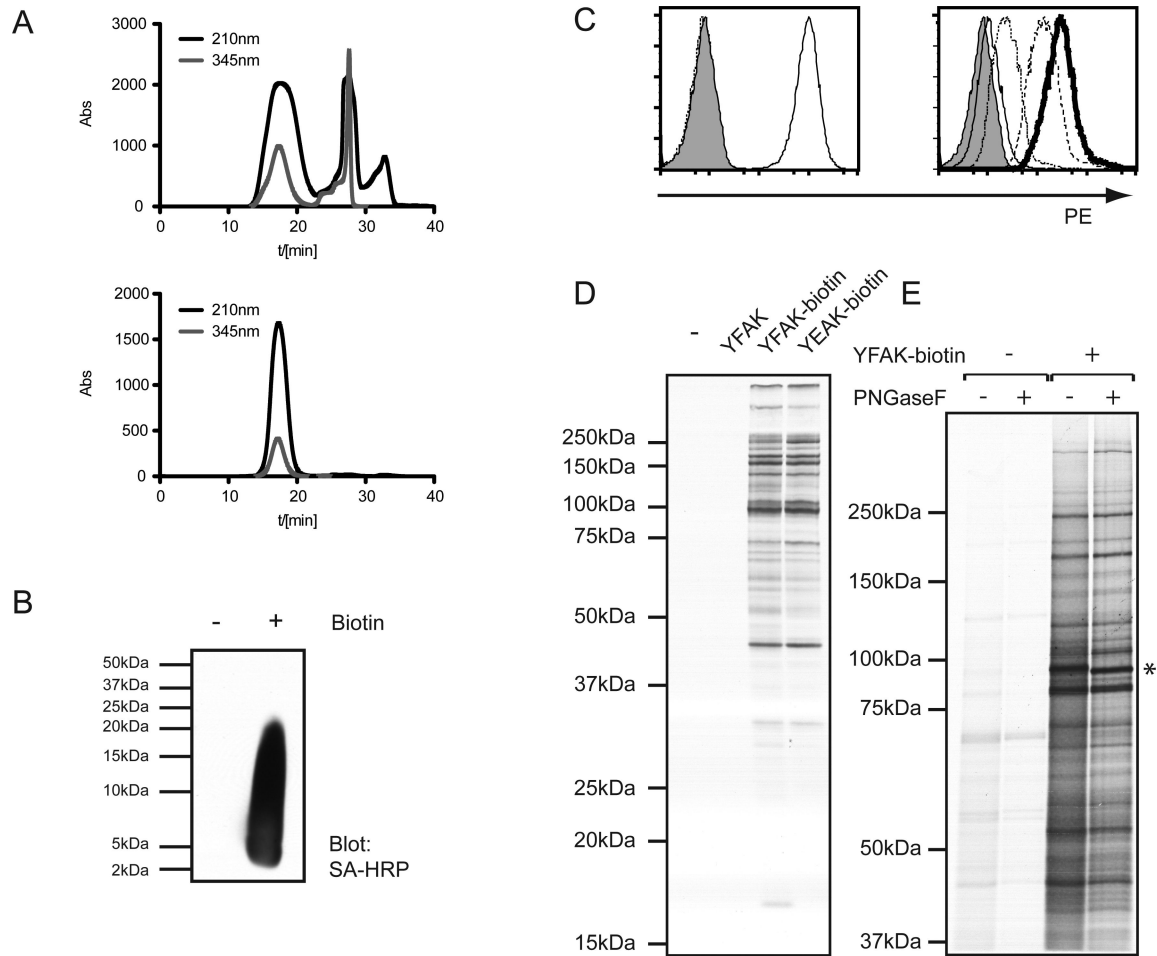 A
3000
2000
1000
0
Abs
210nm
345nm
0 10 20 30 40
t/[min]
2000
1500
1000
500
0
Abs
210nm
345nm
0 10 20 30 40
t/[min]
B
- + Biotin
50kDa
37kDa
25kDa
20kDa
15kDa
10kDa
5kDa
2kDa
Blot:
SA-HRP
C
PE
D
- YFAK YFAK-biotin YEAK-biotin
250kDa
150kDa
100kDa
75kDa
50kDa
37kDa
25kDa
20kDa
15kDa
E
YFAK-biotin - +
PNGaseF - + - +
250kDa
150kDa
100kDa
*
75kDa
50kDa
37kDa